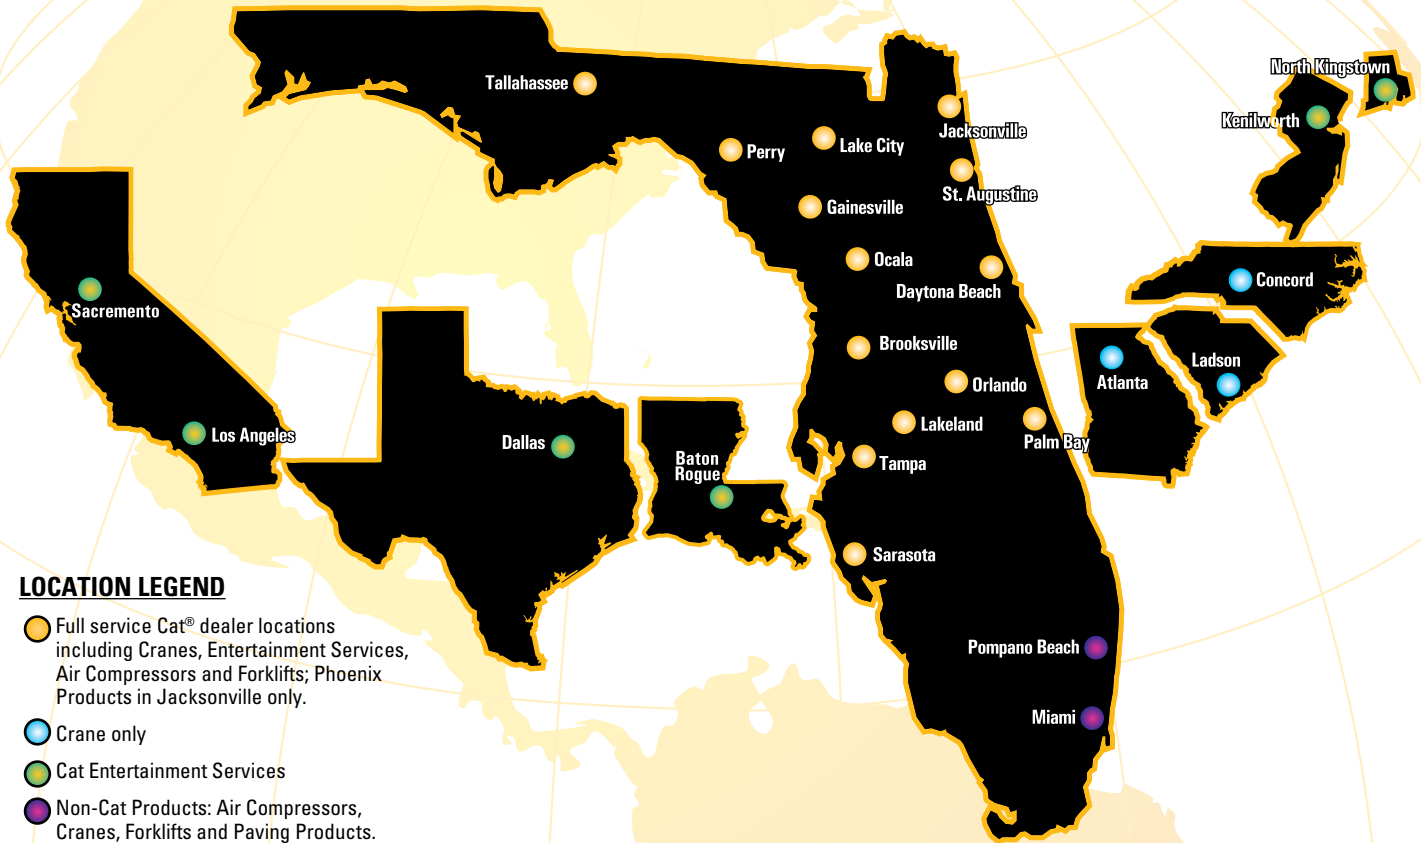 Tallahassee
North Kingstown
Jacksonville
Kenilworth
Lake City
Perry
St. Augustine
Gainesville
Ocala
Concord
Daytona Beach
Sacremento
Brooksville
Ladson
Orlando
Atlanta
Lakeland
Los Angeles
Dallas
Palm Bay
Baton
Rogue
Tampa
Sarasota
LOCATION LEGEND
Full service Cat® dealer locations
including Cranes, Entertainment Services,
Air Compressors and Forklifts; Phoenix
Products in Jacksonville only.
Crane only
Cat Entertainment Services
Non-Cat Products: Air Compressors,
Cranes, Forklifts and Paving Products.
Pompano Beach
Miami